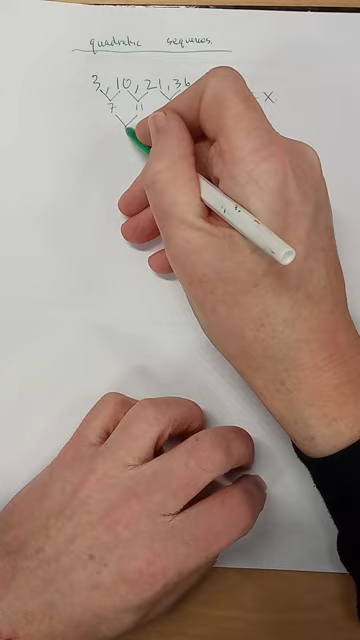 quadratic sequences.
3, 10, 21, 36
7 11
x